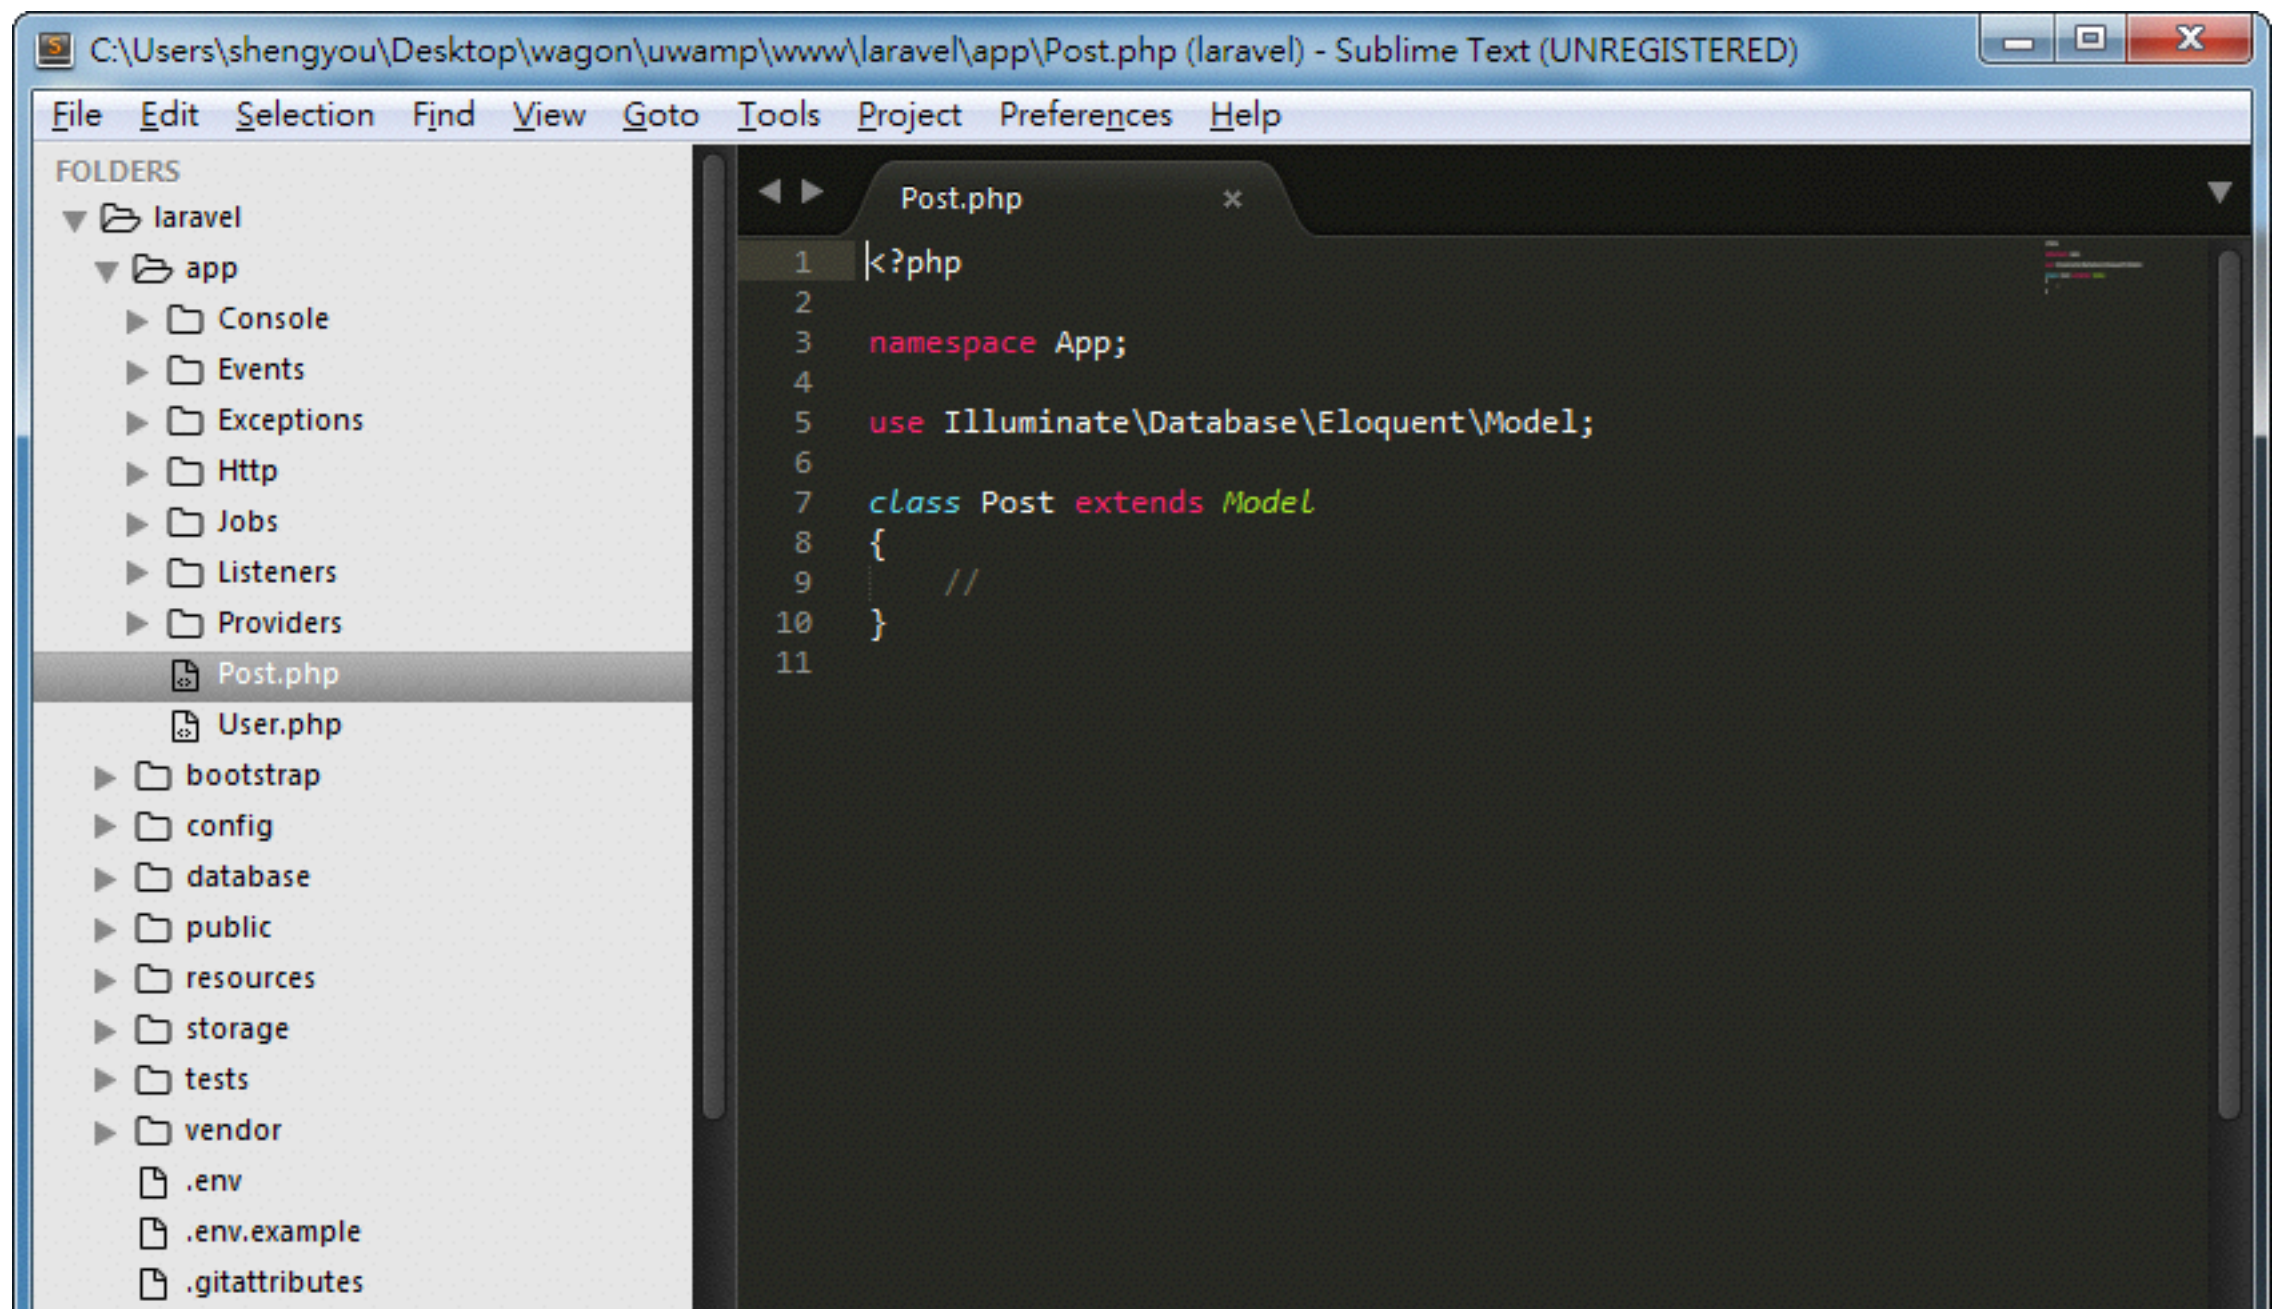 C:\Users\shengyou\Desktop\wagon\uwamp\www\laravel\app\Post.php (laravel) - Sublime Text (UNREGISTERED)
File Edit Selection Find View Goto Tools Project Preferences Help
FOLDERS
laravel
app
Console
Events
Exceptions
Http
Jobs
Listeners
Providers
Post.php
User.php
bootstrap
config
database
public
resources
storage
tests
vendor
.env
.env.example
.gitattributes
Post.php
1 <?php
2
3 namespace App;
4
5 use Illuminate\Database\Eloquent\Model;
6
7 class Post extends Model
8 {
9     //
10 }
11